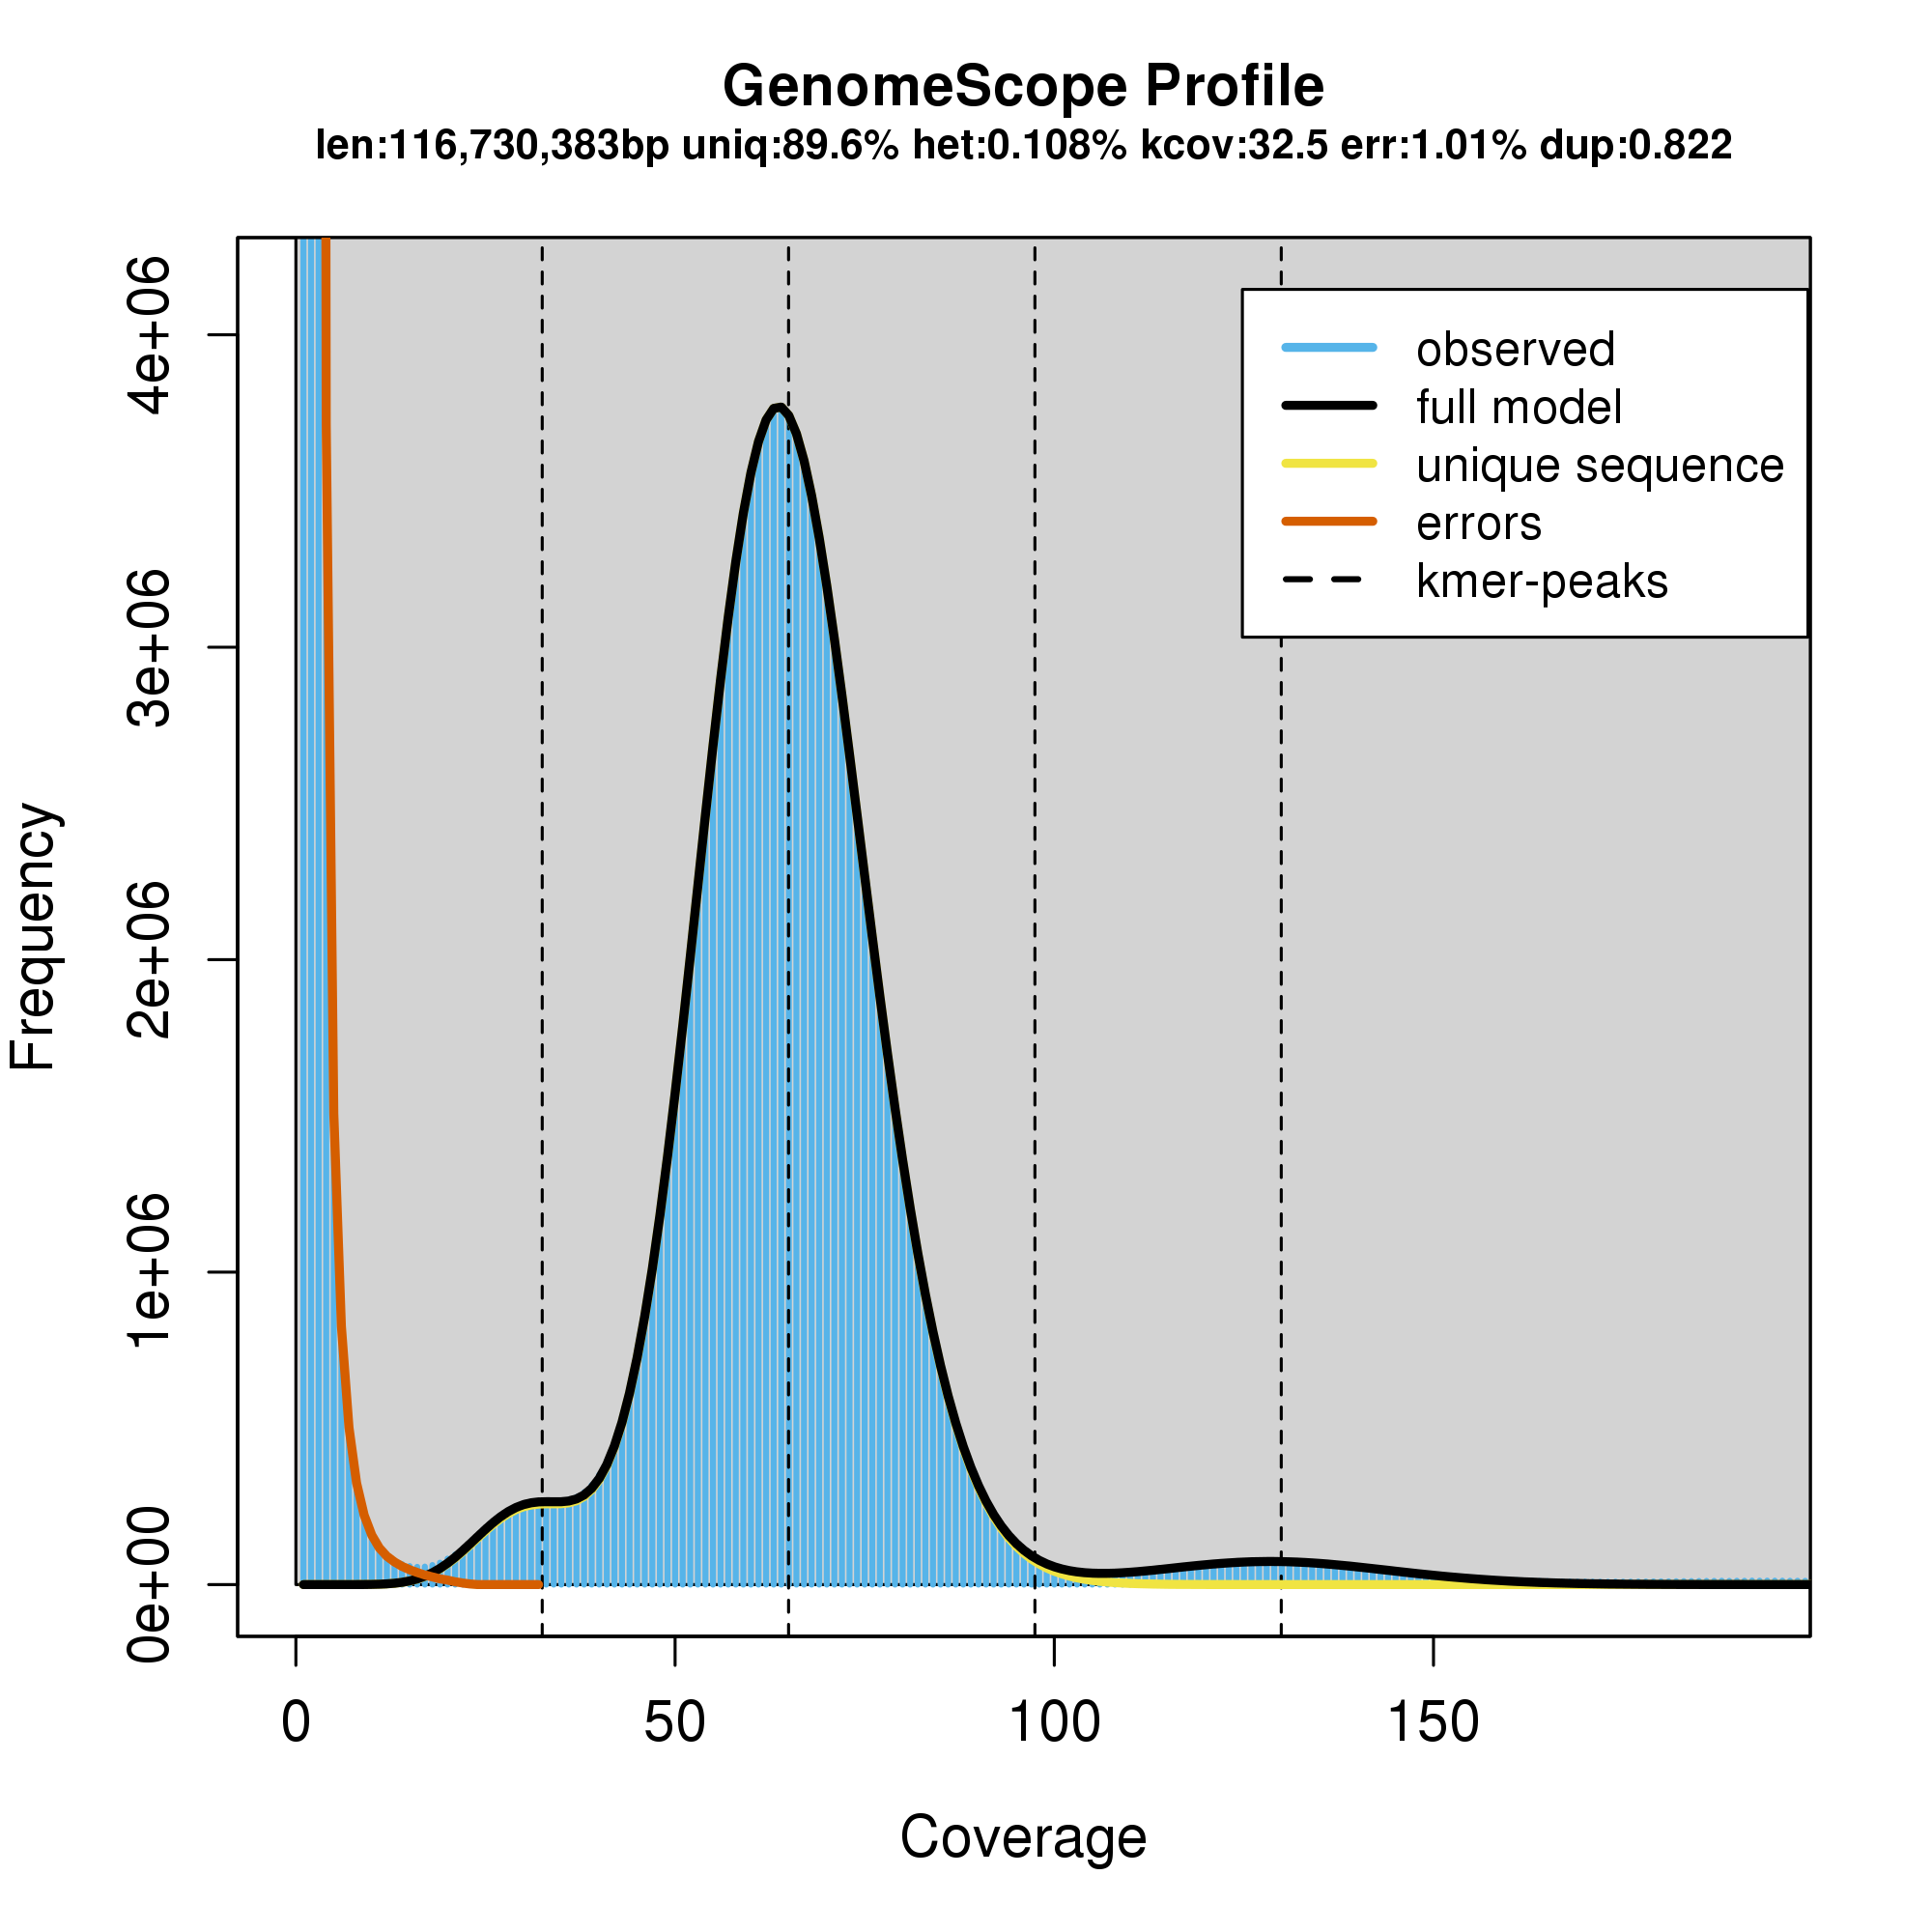 GenomeScope Profile
len:116,730,383bp uniq:89.6% het:0.108% kcov:32.5 err:1.01% dup:0.822
observed
full model
unique sequence
errors
kmer-peaks
Frequency
4e+06
3e+06
2e+06
1e+06
0e+00
0 50 100 150
Coverage